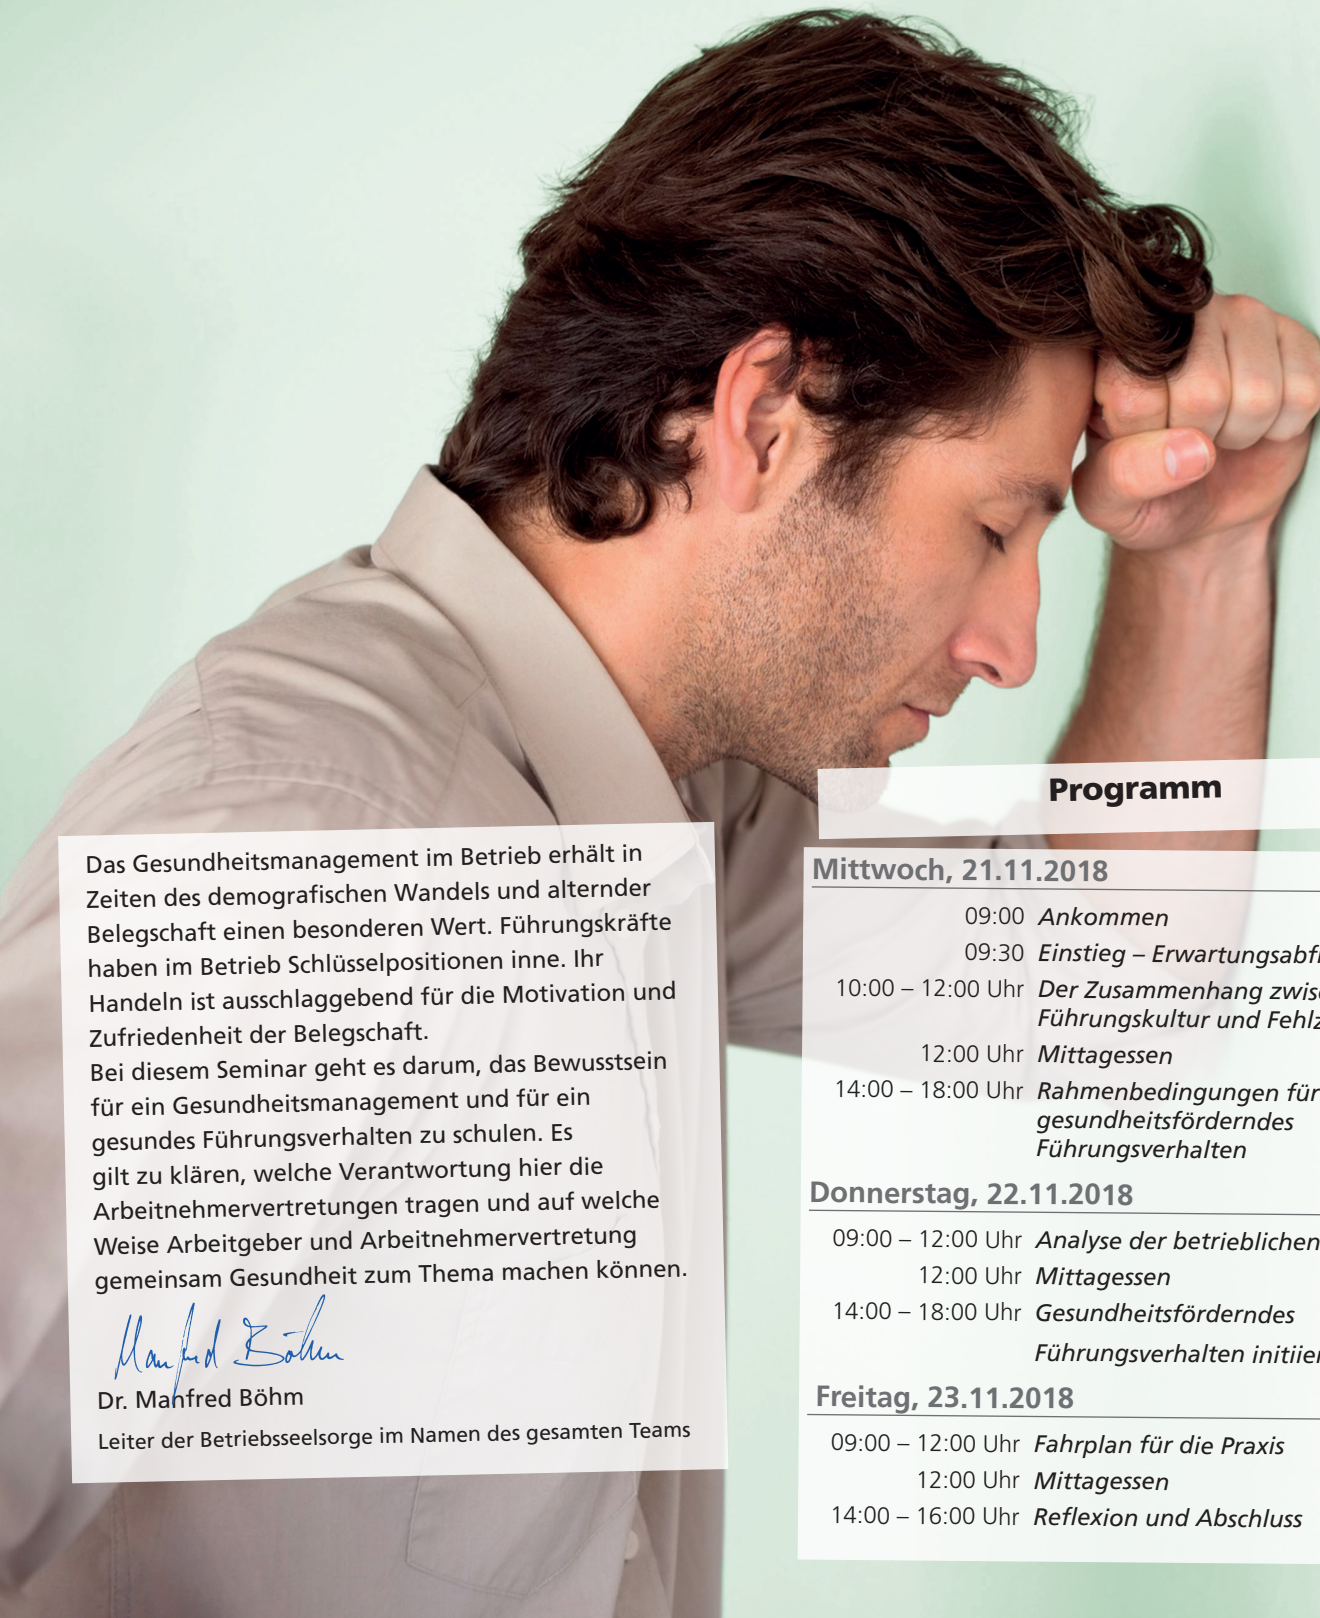 Das Gesundheitsmanagement im Betrieb erhält in
Zeiten des demografischen Wandels und alternder
Belegschaft einen besonderen Wert. Führungskräfte
haben im Betrieb Schlüsselpositionen inne. Ihr
Handeln ist ausschlaggebend für die Motivation und
Zufriedenheit der Belegschaft.
Bei diesem Seminar geht es darum, das Bewusstsein
für ein Gesundheitsmanagement und für ein
gesundes Führungsverhalten zu schulen. Es
gilt zu klären, welche Verantwortung hier die
Arbeitnehmervertretungen tragen und auf welche
Weise Arbeitgeber und Arbeitnehmervertretung
gemeinsam Gesundheit zum Thema machen können.
Manfred Böhm
Dr. Manfred Böhm
Leiter der Betriebsseelsorge im Namen des gesamten Teams
Programm
Mittwoch, 21.11.2018
09:00 Ankommen
09:30 Einstieg –
10:00 – 12:00 Uhr Der Zusammenhang
Führungskultur und
12:00 Uhr Mittagessen
14:00 – 18:00 Uhr Rahmenbedingungen für
gesundheitsförderndes
Führungsverhalten
Donnerstag, 22.11.2018
09:00 – 12:00 Uhr Analyse der betrieblichen
12:00 Uhr Mittagessen
14:00 – 18:00 Uhr Gesundheitsförderndes
Führungsverhalten
Freitag, 23.11.2018
09:00 – 12:00 Uhr Fahrplan für die Praxis
12:00 Uhr Mittagessen
14:00 – 16:00 Uhr Reflexion und Abschluss